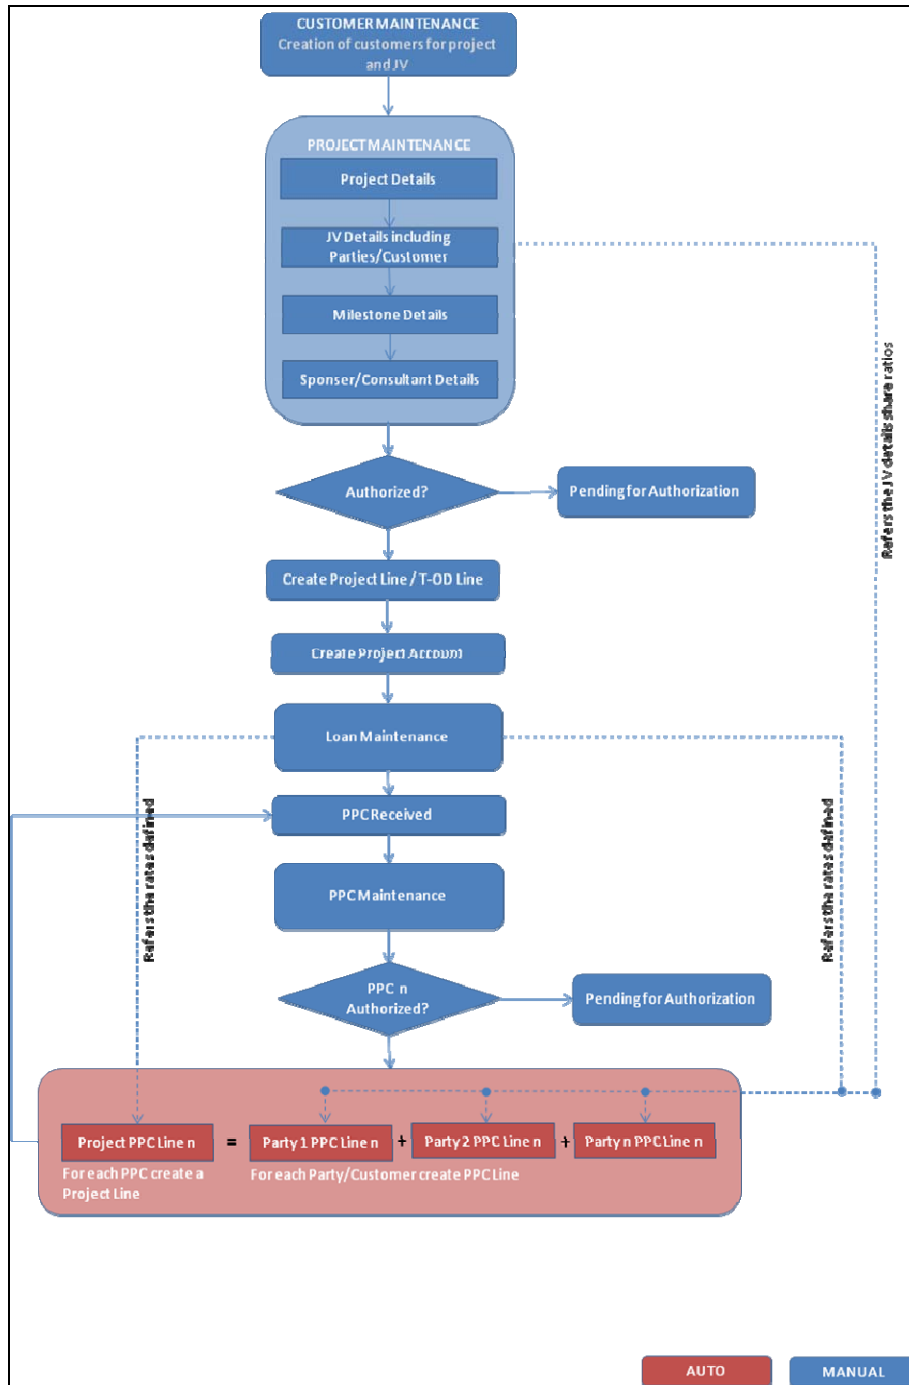 CUSTOMER MAINTENANCE
Creation of customers for project
and JV
PROJECT MAINTENANCE
Project Details
JV Details including
Parties/Customer
Milestone Details
Sponser/Consultant Details
Authorized?
Pending for Authorization
Create Project Line / T-OD Line
Create Project Account
Loan Maintenance
PPC Received
PPC Maintenance
PPC n
Authorized?
Pending for Authorization
Refers the rates defined
Refers the rates defined
Refers the JV details share ratios
Project PPC Line n = Party 1 PPC Line n + Party 2 PPC Line n + Party n PPC Line n
For each PPC create a
Project Line
For each Party/Customer create PPC Line
AUTO
MANUAL